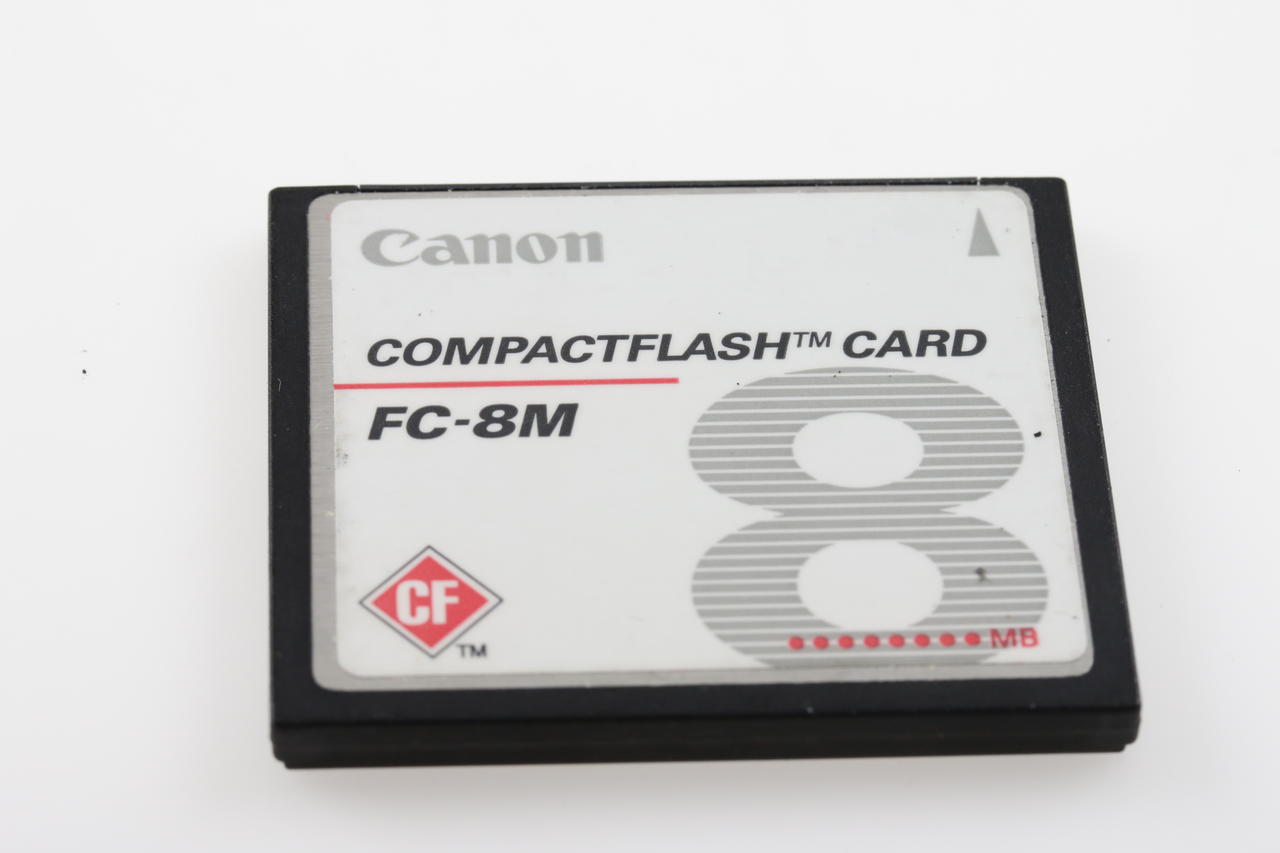 Canon
COMPACTFLASH™ CARD
FC-8M
8
CF
TM
MB